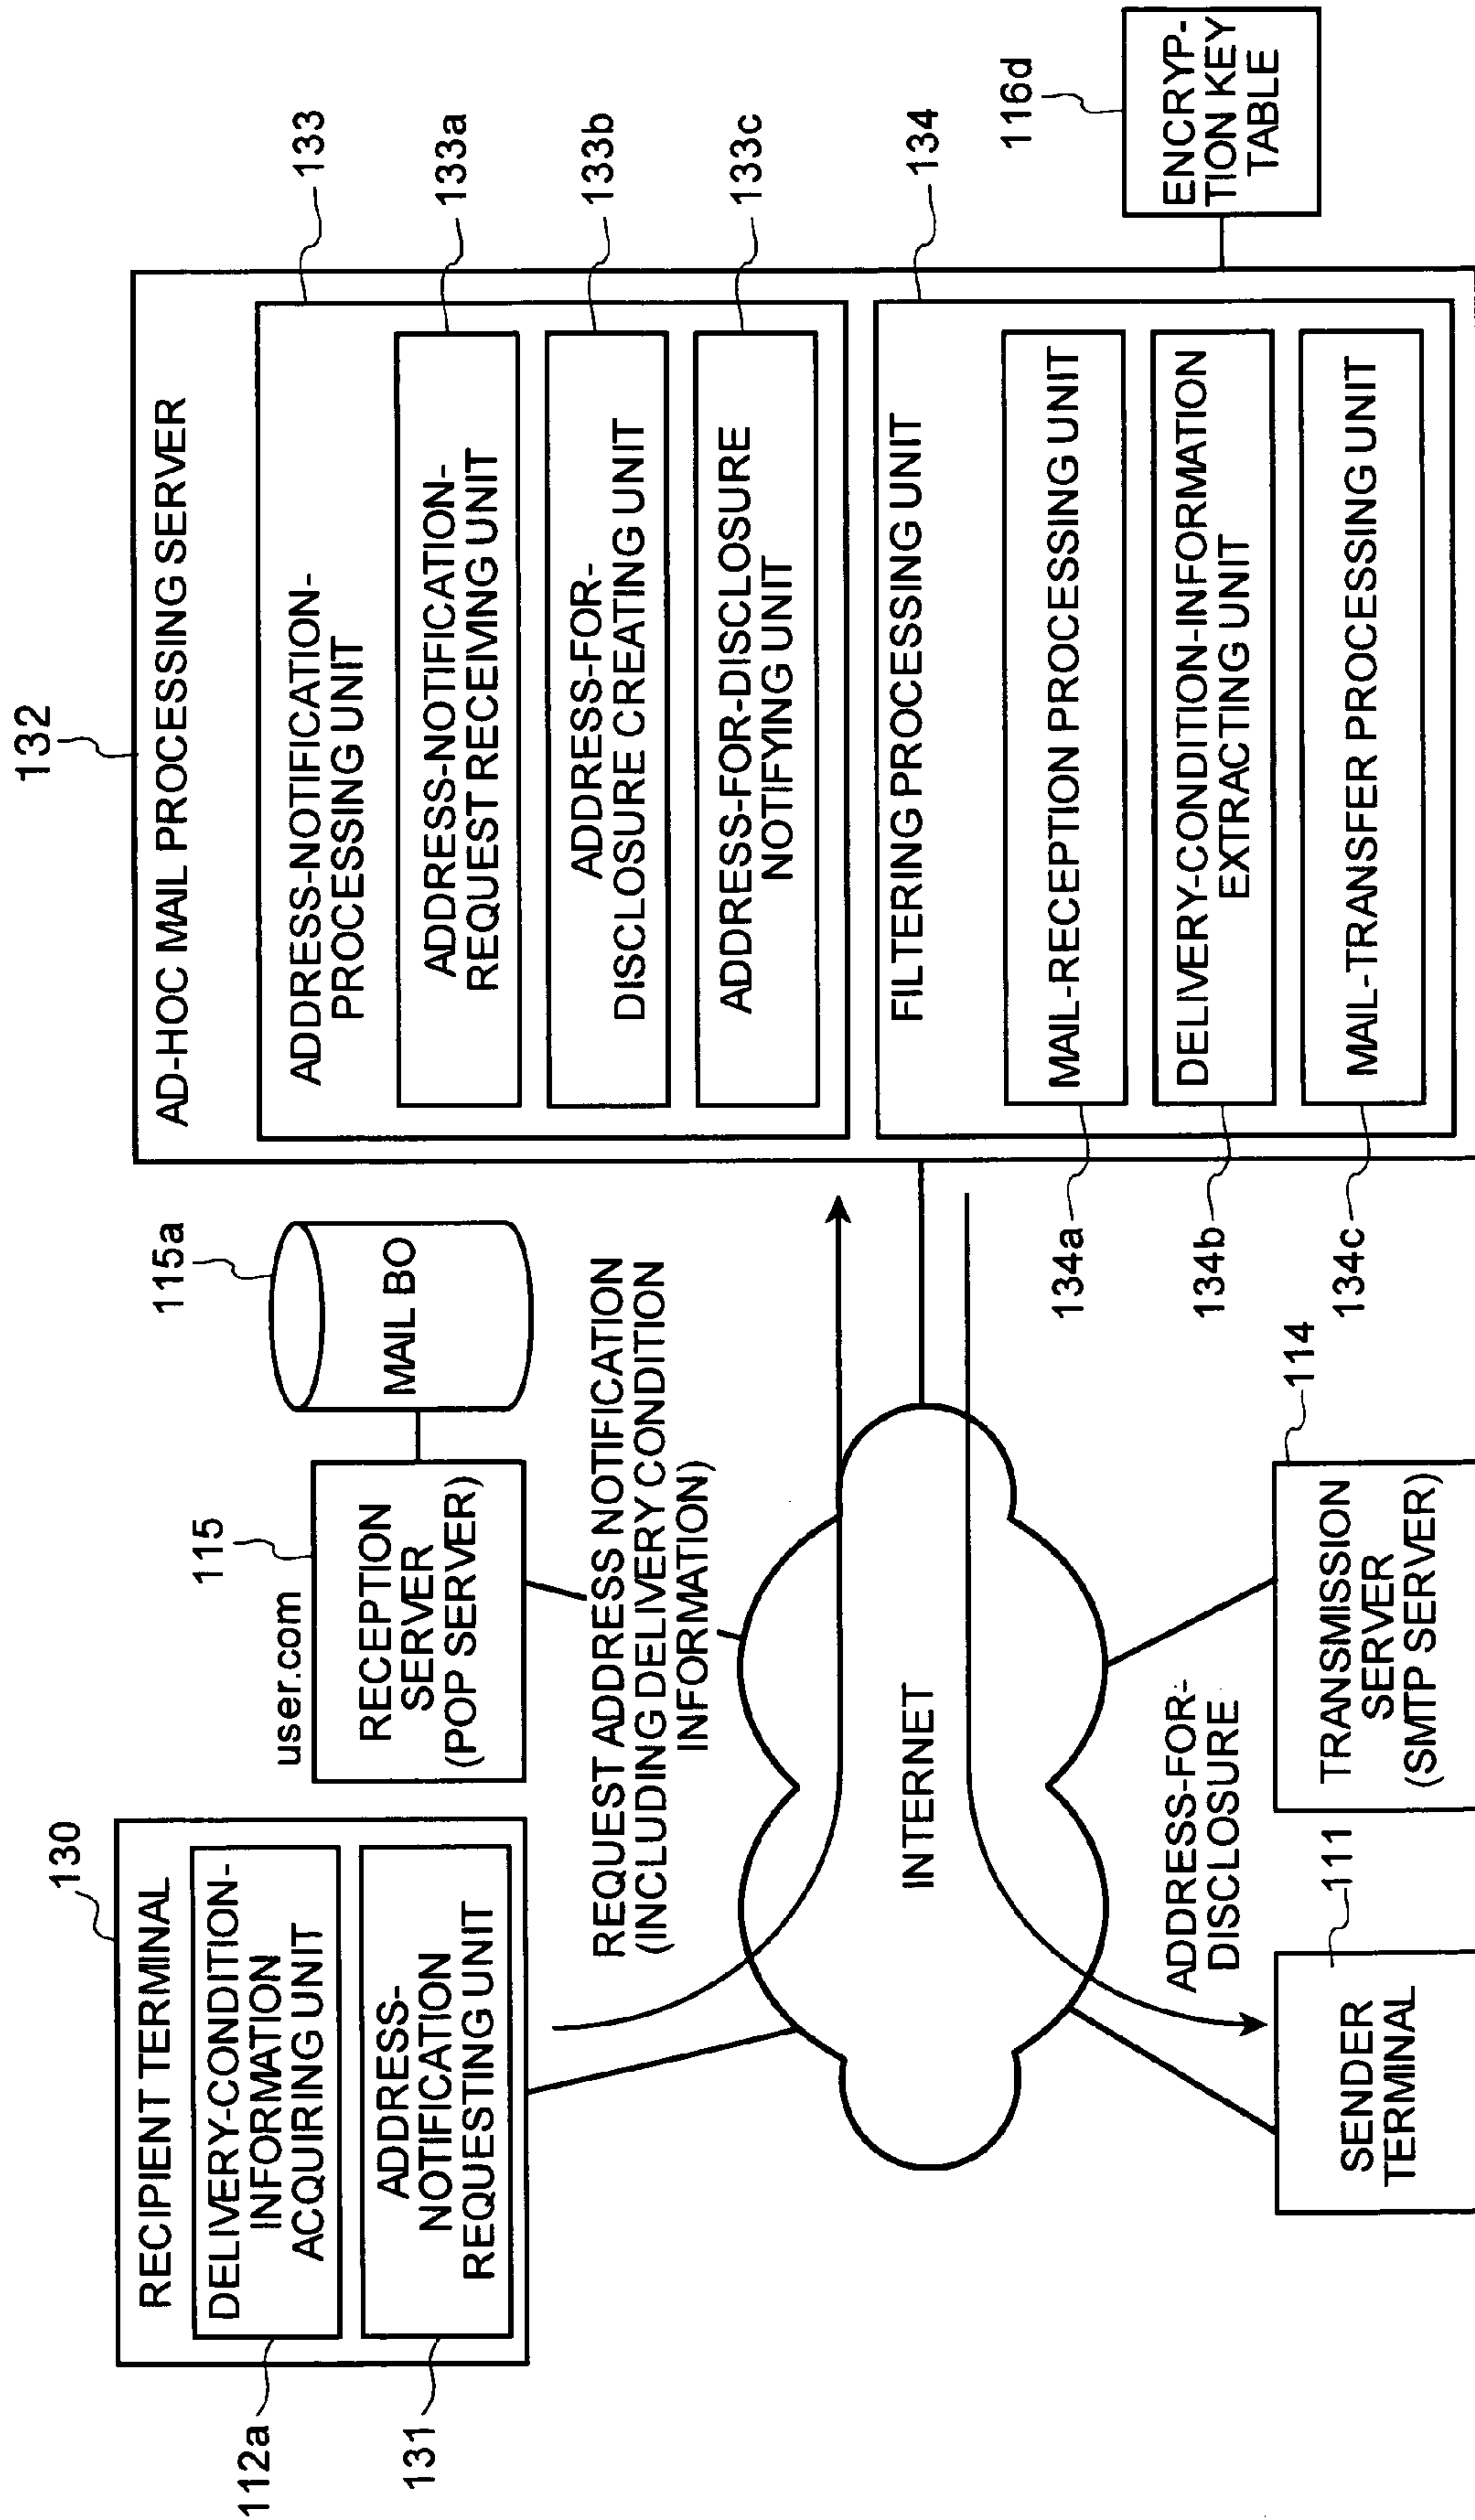 132
130
RECIPIENT TERMINAL
DELIVERY-CONDITION-
INFORMATION
ACQUIRING UNIT
112a
ADDRESS-
NOTIFICATION
REQUESTING UNIT
131
user.com
115
RECEPTION
SERVER
(POP SERVER)
115a
MAIL BO
REQUEST ADDRESS NOTIFICATION
(INCLUDING DELIVERY CONDITION
INFORMATION)
INTERNET
ADDRESS-FOR-
DISCLOSURE
111
SENDER
TERMINAL
114
TRANSMISSION
SERVER
(SMTP SERVER)
AD-HOC MAIL PROCESSING SERVER
ADDRESS-NOTIFICATION-
PROCESSING UNIT
133
ADDRESS-NOTIFICATION-
REQUEST RECEIVING UNIT
133a
ADDRESS-FOR-
DISCLOSURE CREATING UNIT
133b
ADDRESS-FOR-DISCLOSURE
NOTIFYING UNIT
133c
FILTERING PROCESSING UNIT
134
MAIL-RECEPTION PROCESSING UNIT
134a
DELIVERY-CONDITION-INFORMATION
EXTRACTING UNIT
134b
MAIL-TRANSFER PROCESSING UNIT
134c
116d
ENCRYP-
TION KEY
TABLE